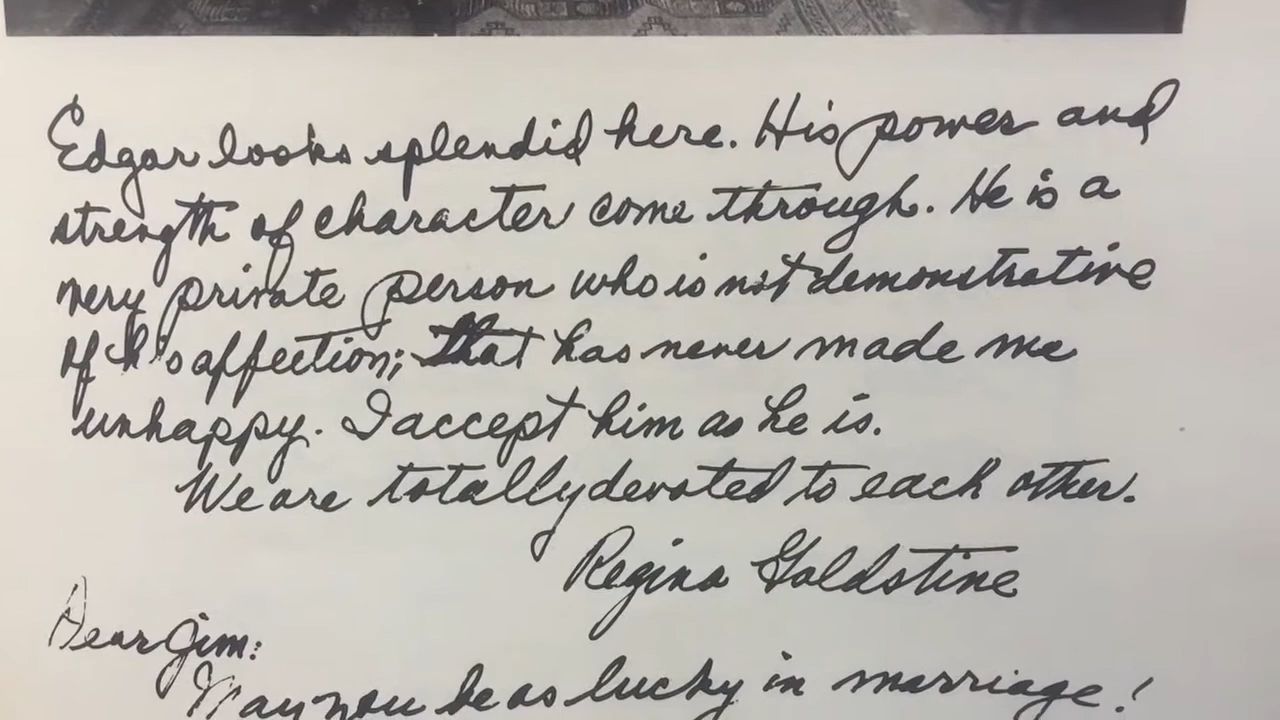 Edgar looks splendid here. His power and
strength of character come through. He is a
very private person who is not demonstrative
of his affection; that has never made me
unhappy. I accept him as he is.
We are totally devoted to each other.
Regina Goldstine
Dear Jim:
May you be as lucky in marriage!